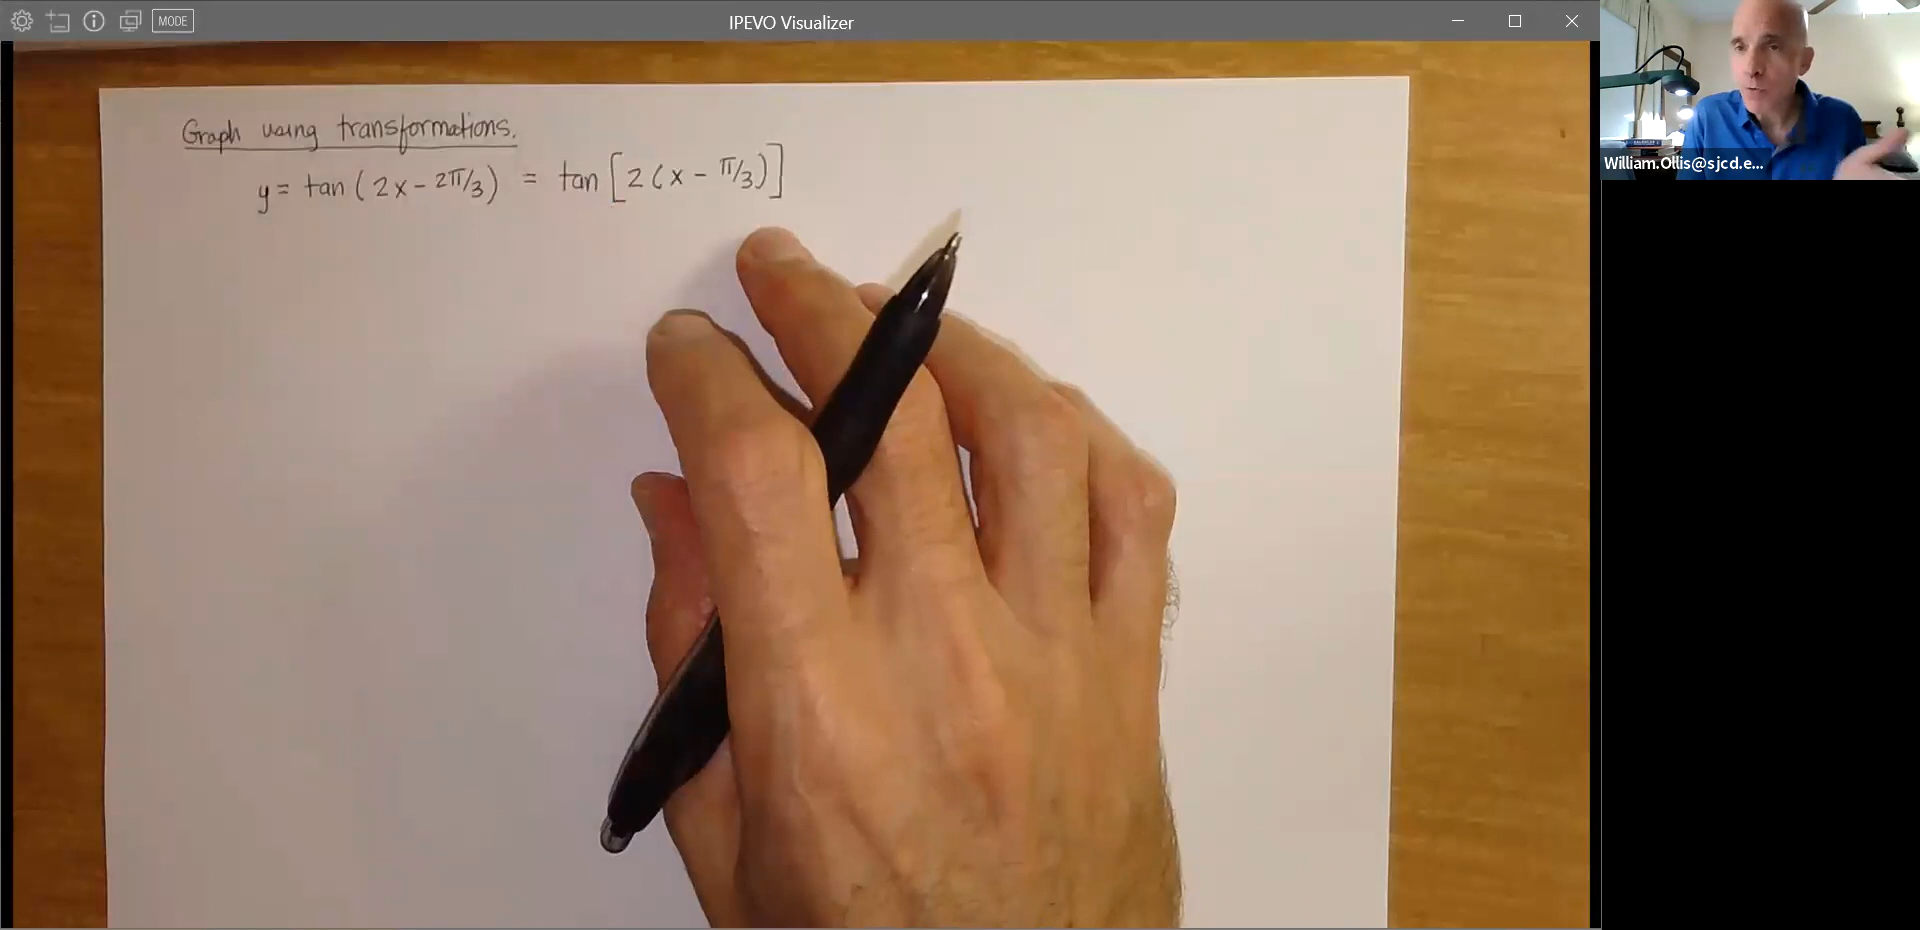 MODE
IPEVO Visualizer
Graph using transformations.
y = tan ( 2x - 2π/3 ) = tan [ 2 ( x - π/3 ) ]
William.Ollis@sjcd.e...